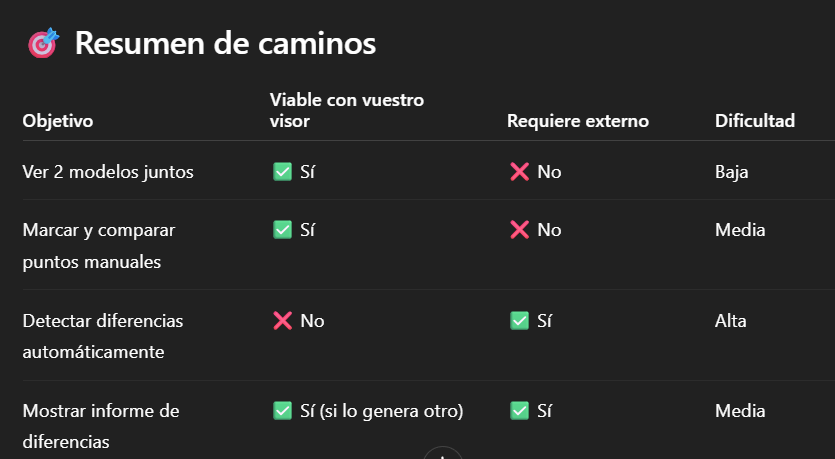 🎯 Resumen de caminos
Objetivo
Viable con vuestro
visor
Requiere externo
Dificultad
Ver 2 modelos juntos
✅ Sí
❌ No
Baja
Marcar y comparar
puntos manuales
✅ Sí
❌ No
Media
Detectar diferencias
automáticamente
❌ No
✅ Sí
Alta
Mostrar informe de
diferencias
✅ Sí (si lo genera otro)
✅ Sí
Media